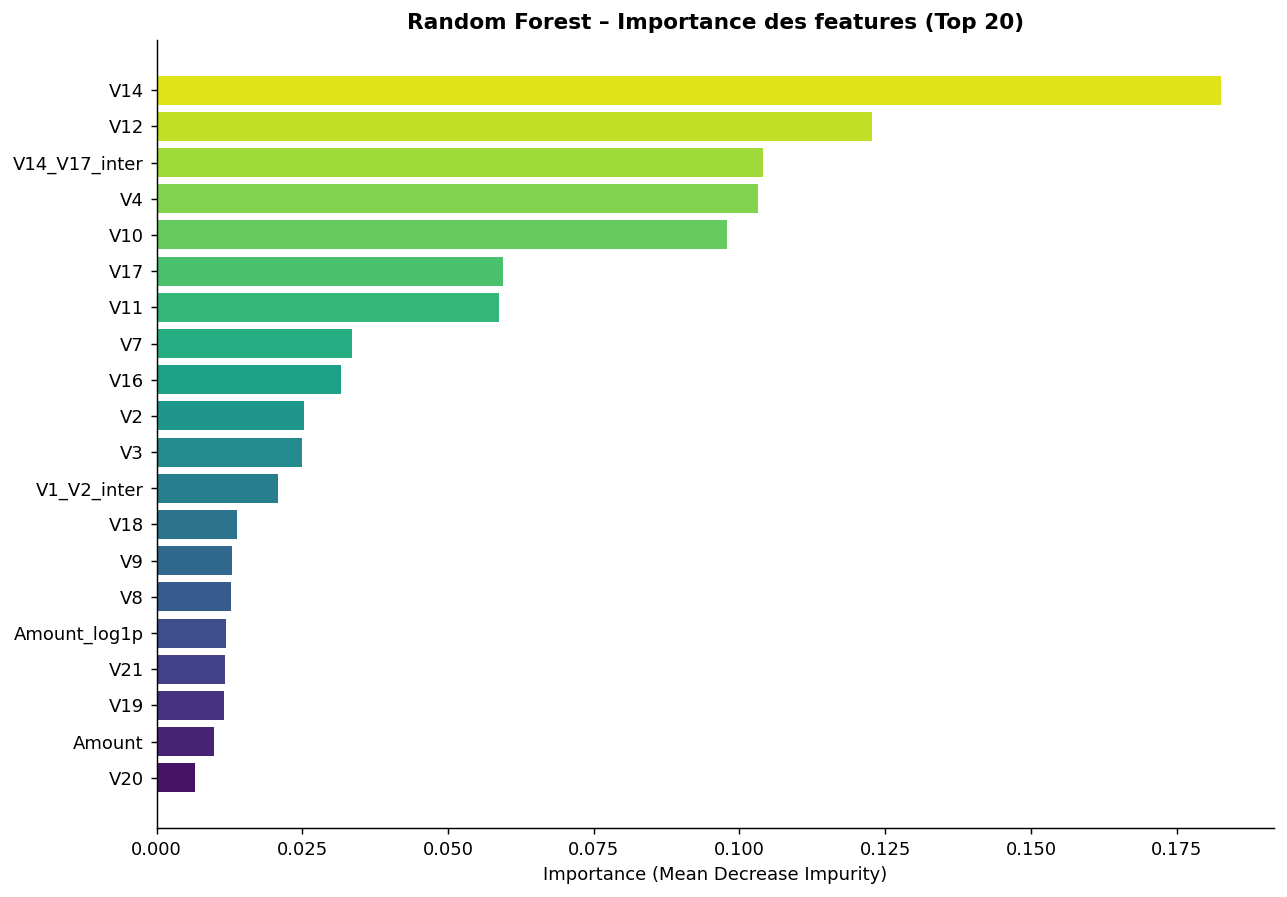 Random Forest – Importance des features (Top 20)
V14
V12
V14_V17_inter
V4
V10
V17
V11
V7
V16
V2
V3
V1_V2_inter
V18
V9
V8
Amount_log1p
V21
V19
Amount
V20
0.000 0.025 0.050 0.075 0.100 0.125 0.150 0.175
Importance (Mean Decrease Impurity)